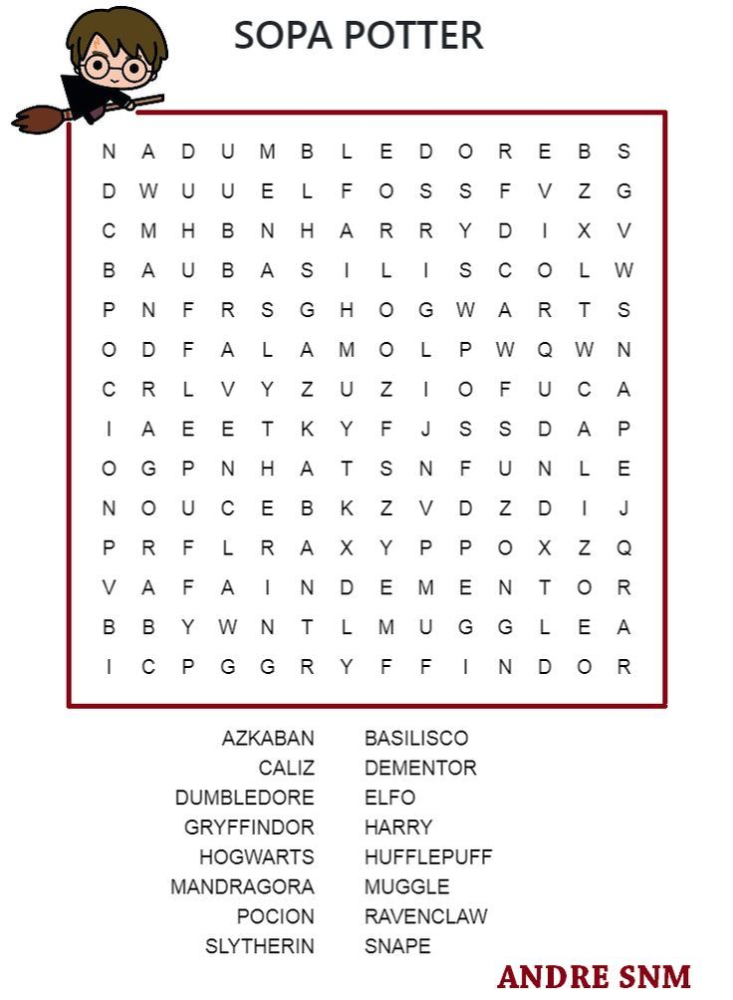 SOPA POTTER
N A D U M B L E D O R E B S
D W U U E L F O S S F V Z G
C M H B N H A R R Y D I X V
B A U B A S I L I S C O L W
P N F R S G H O G W A R T S
O D F A L A M O L P W Q W N
C R L V Y Z U Z I O F U C A
I A E E T K Y F J S S D A P
O G P N H A T S N F U N L E
N O U C E B K Z V D Z D I J
P R F L R A X Y P P O X Z Q
V A F A I N D E M E N T O R
B B Y W N T L M U G G L E A
I C P G G R Y F F I N D O R
AZKABAN BASILISCO
CALIZ DEMENTOR
DUMBLEDORE ELFO
GRYFFINDOR HARRY
HOGWARTS HUFFLEPUFF
MANDRAGORA MUGGLE
POCION RAVENCLAW
SLYTHERIN SNAPE
ANDRE SNM